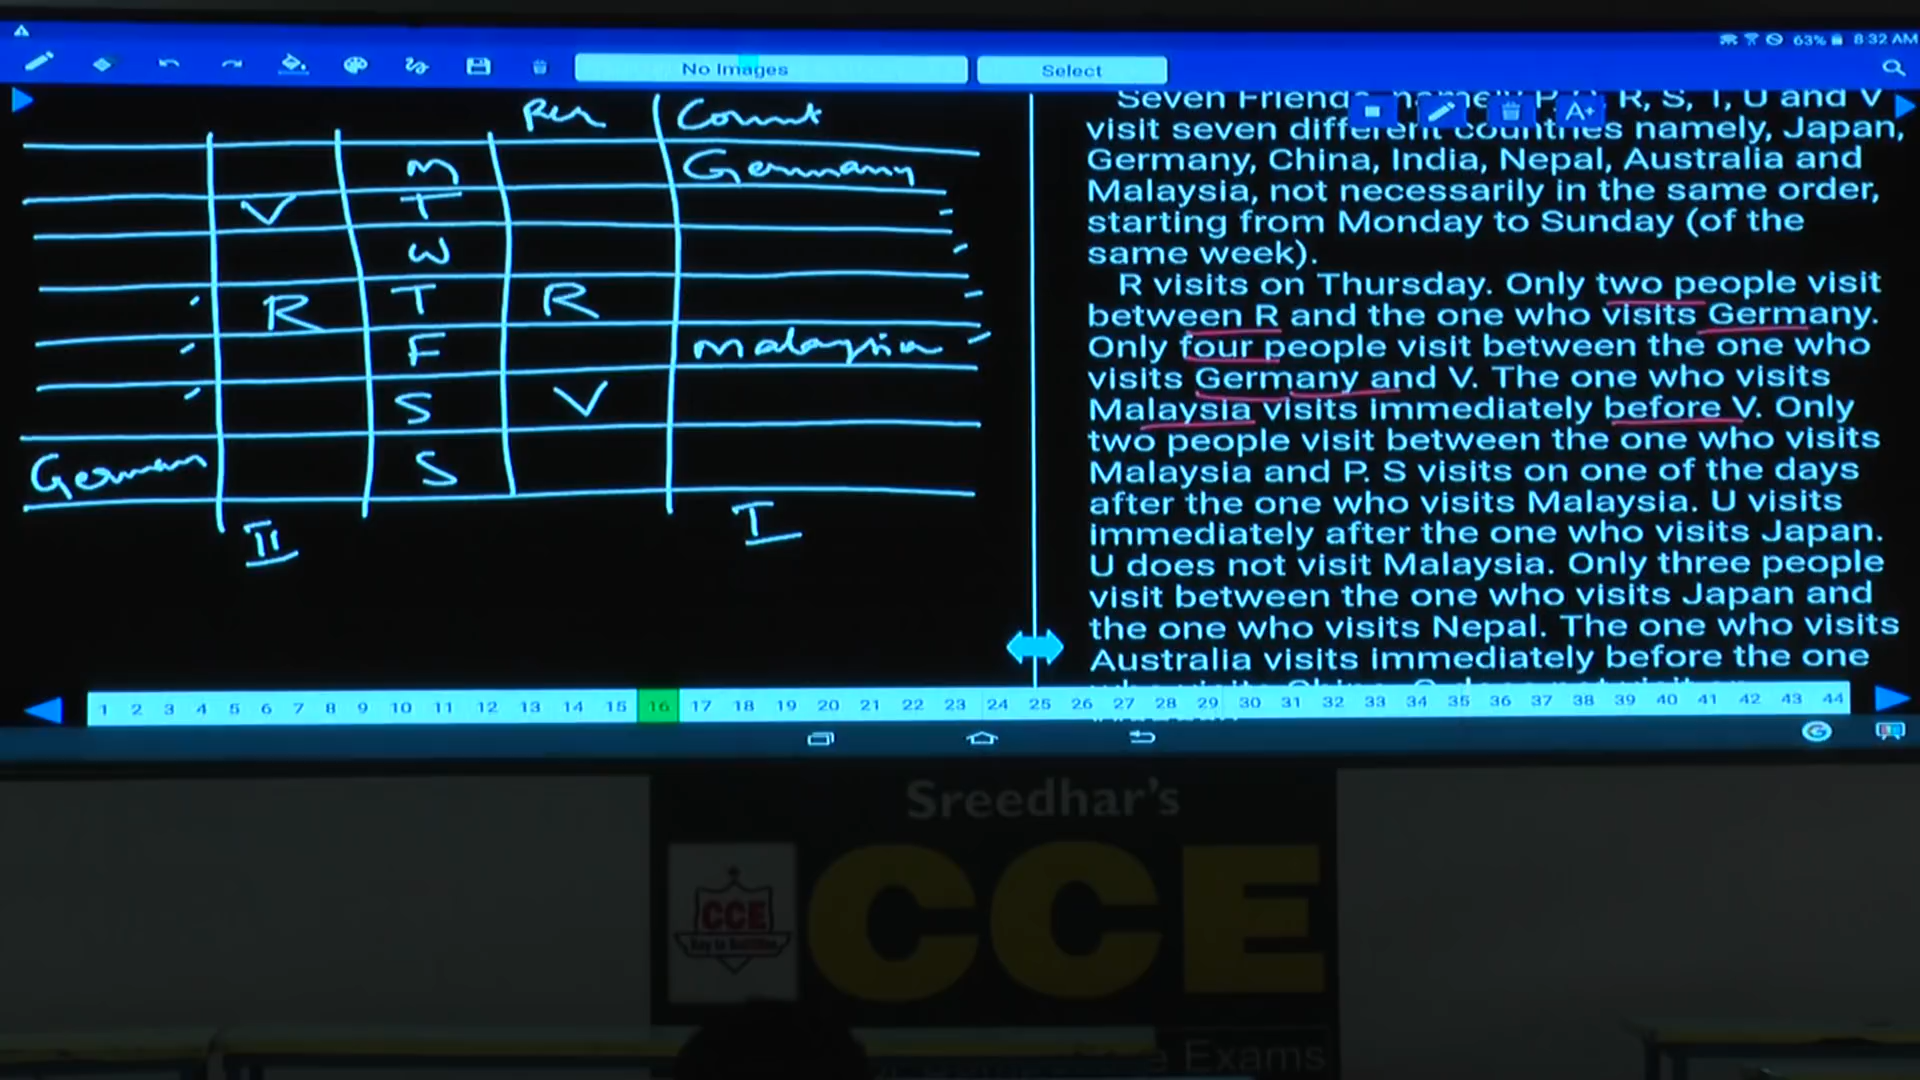 63% 8:32 AM
No Images
Select
Count
M
Germany
V
T
W
R
T
R
F
Malaysia
S
V
German
S
II
I
Seven Friends, namely P, Q, R, S, T, U and V
A+
visit seven different countries namely, Japan,
Germany, China, India, Nepal, Australia and
Malaysia, not necessarily in the same order,
starting from Monday to Sunday (of the
same week).
R visits on Thursday. Only two people visit
between R and the one who visits Germany.
Only four people visit between the one who
visits Germany and V. The one who visits
Malaysia visits immediately before V. Only
two people visit between the one who visits
Malaysia and P. S visits on one of the days
after the one who visits Malaysia. U visits
immediately after the one who visits Japan.
U does not visit Malaysia. Only three people
visit between the one who visits Japan and
the one who visits Nepal. The one who visits
Australia visits immediately before the one
1 2 3 4 5 6 7 8 9 10 11 12 13 14 15 16 17 18 19 20 21 22 23 24 25 26 27 28 29 30 31 32 33 34 35 36 37 38 39 40 41 42 43 44
Sreedhar's
CCE
CCE
Exams